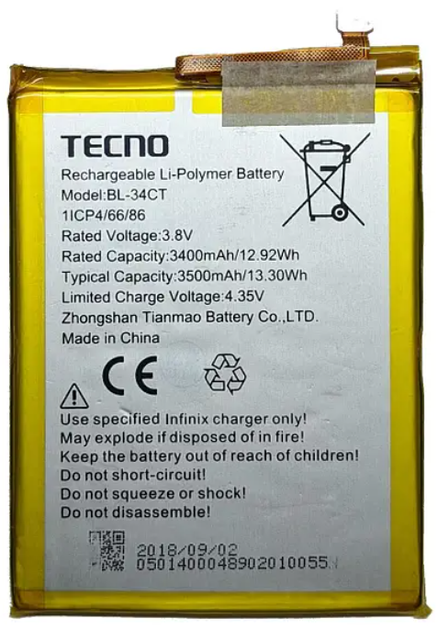 TECNO
Rechargeable Li-Polymer Battery
Model:BL-34CT
1ICP4/66/86
Rated Voltage:3.8V
Rated Capacity:3400mAh/12.92Wh
Typical Capacity:3500mAh/13.30Wh
Limited Charge Voltage:4.35V
Zhongshan Tianmao Battery Co.,LTD.
Made in China
CE
Use specified Infinix charger only!
May explode if disposed of in fire!
Keep the battery out of reach of children!
Do not short-circuit!
Do not squeeze or shock!
Do not disassemble!
2018/09/02
0501400048902010055N